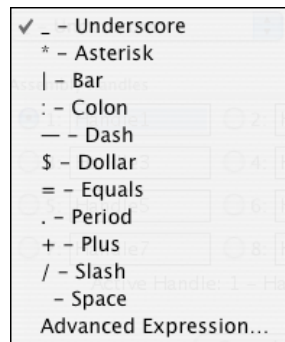 ✓ _ – Underscore
* – Asterisk
| – Bar
: – Colon
— – Dash
$ – Dollar
= – Equals
. – Period
+ – Plus
/ – Slash
– Space
Advanced Expression...